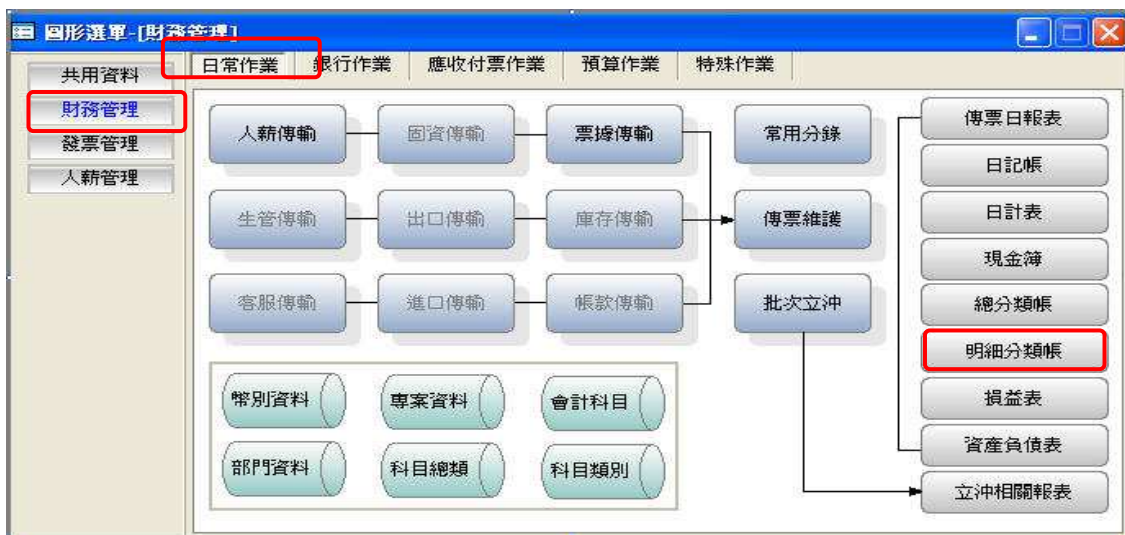 圖形選單-[財務管理]
日常作業 銀行作業 應收付票作業 預算作業 特殊作業
共用資料
財務管理
發票管理
人薪管理
人薪傳輸 固資傳輸 票據傳輸 常用分錄
生管傳輸 出口傳輸 庫存傳輸 傳票維護
客服傳輸 進口傳輸 帳款傳輸 批次立沖
幣別資料 專案資料 會計科目
部門資料 科目總類 科目類別
傳票日報表
日記帳
日計表
現金簿
總分類帳
明細分類帳
損益表
資產負債表
立沖相關報表